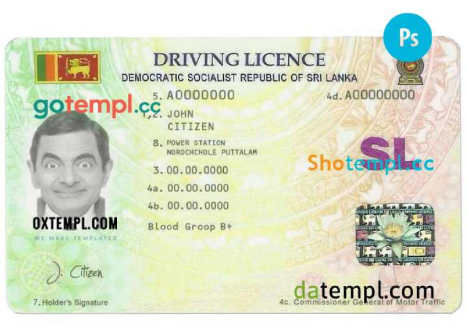 Ps
DRIVING LICENCE
DEMOCRATIC SOCIALIST REPUBLIC OF SRI LANKA
5. A0000000 4d. A00000000
gotempl.cc
1,2. JOHN
CITIZEN
8. POWER STATION
NOROCHCHOLE PUTTALAM
SL
Shotempl.cc
3. 00.00.0000
4a. 00.00.0000
4b. 00.00.0000
OXTEMPL.COM
WE MAKE TEMPLATES
Blood Group B+
J. Citizen
datempl.com
7. Holder's Signature 4c. Commissioner General of Motor Traffic